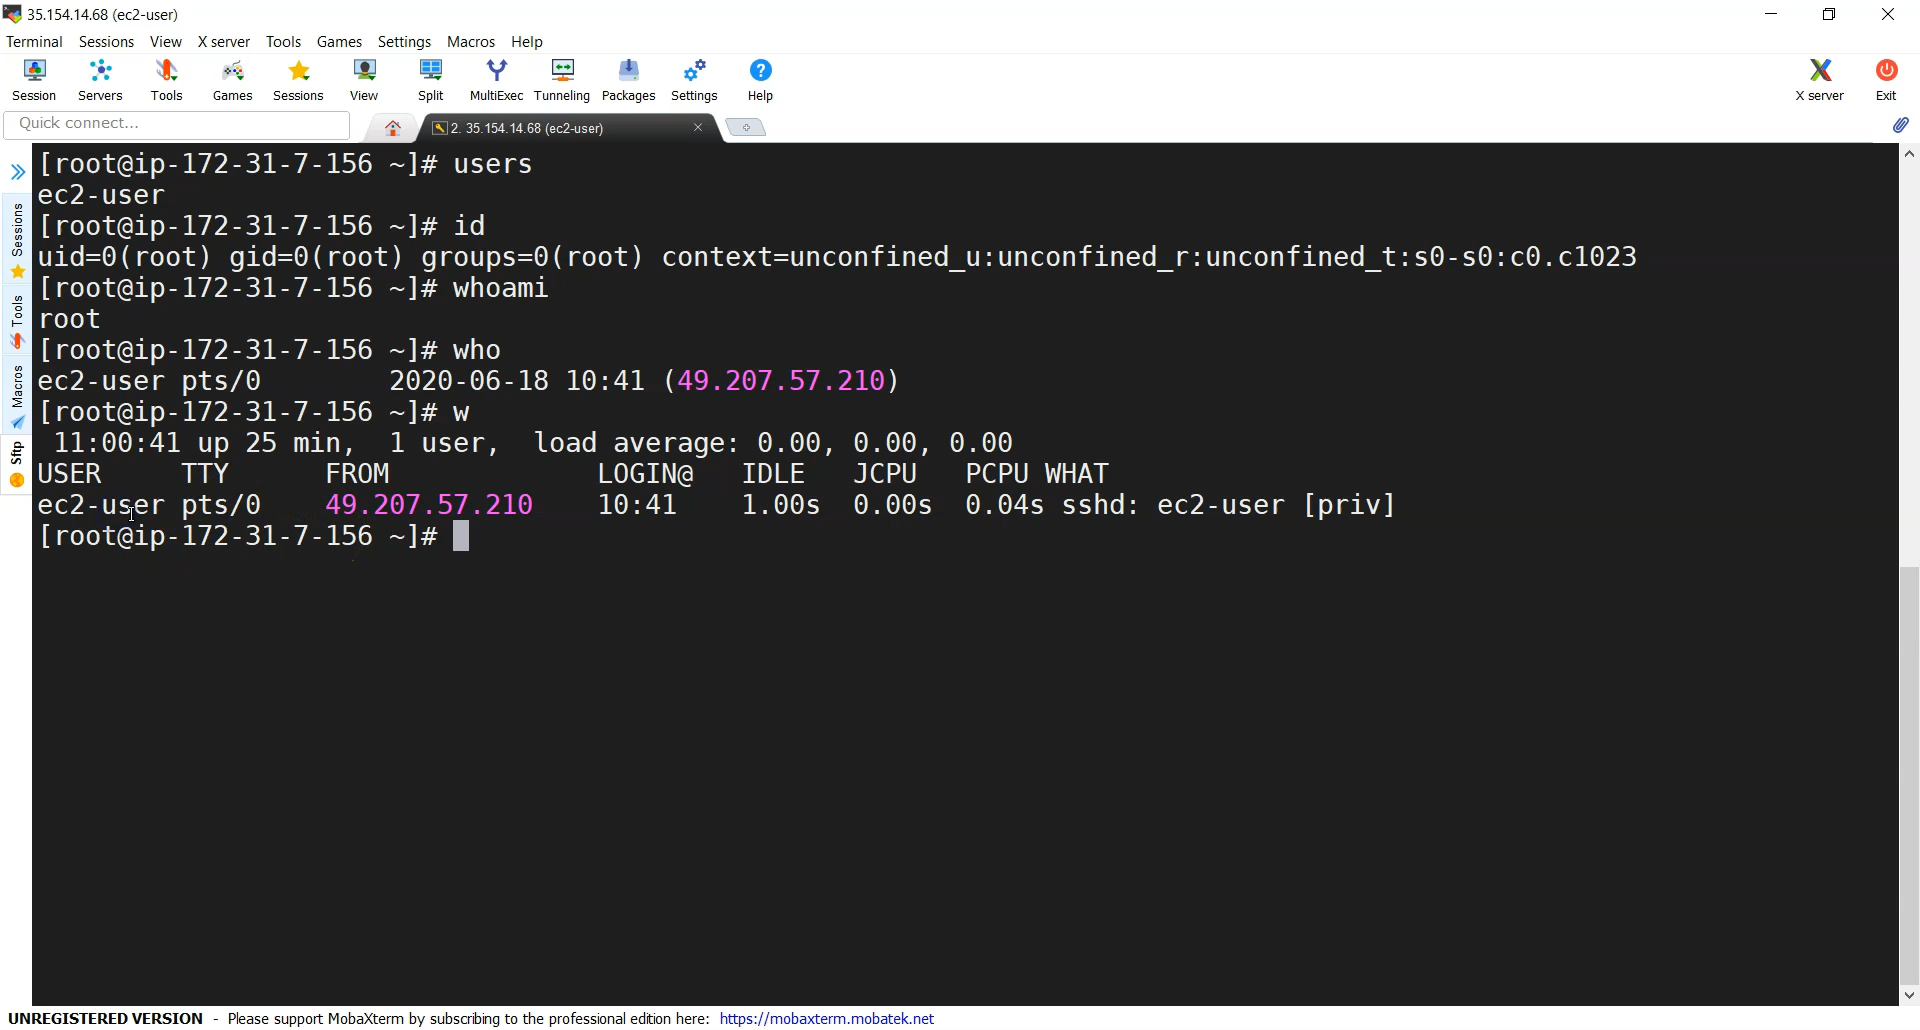 35.154.14.68 (ec2-user)
Terminal Sessions View X server Tools Games Settings Macros Help
Session Servers Tools Games Sessions View Split MultiExec Tunneling Packages Settings Help X server Exit
Quick connect...
2. 35.154.14.68 (ec2-user)
Sessions
Tools
Macros
Sftp
[root@ip-172-31-7-156 ~]# users
ec2-user
[root@ip-172-31-7-156 ~]# id
uid=0(root) gid=0(root) groups=0(root) context=unconfined_u:unconfined_r:unconfined_t:s0-s0:c0.c1023
[root@ip-172-31-7-156 ~]# whoami
root
[root@ip-172-31-7-156 ~]# who
ec2-user pts/0        2020-06-18 10:41 (49.207.57.210)
[root@ip-172-31-7-156 ~]# w
 11:00:41 up 25 min,  1 user,  load average: 0.00, 0.00, 0.00
USER     TTY      FROM             LOGIN@   IDLE   JCPU   PCPU WHAT
ec2-user pts/0    49.207.57.210    10:41    1.00s  0.00s  0.04s sshd: ec2-user [priv]
[root@ip-172-31-7-156 ~]#
UNREGISTERED VERSION - Please support MobaXterm by subscribing to the professional edition here: https://mobaxterm.mobatek.net